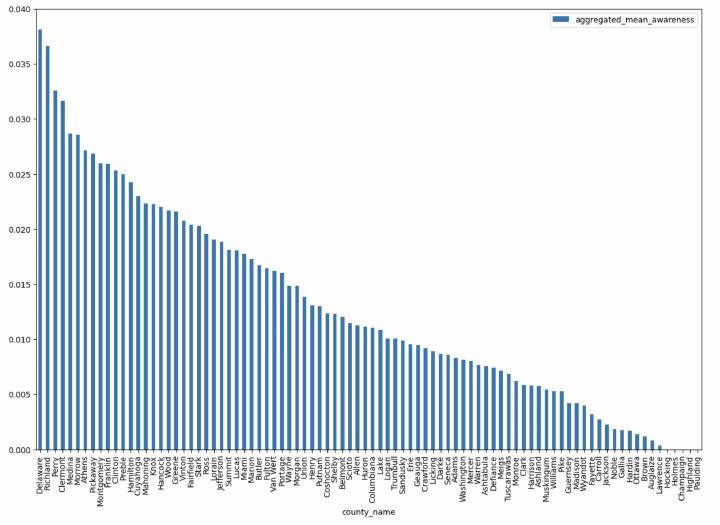 0.040
aggregated_mean_awareness
0.035
0.030
0.025
0.020
0.015
0.010
0.005
0.000
Delaware
Richland
Perry
Clermont
Medina
Morrow
Athens
Pickaway
Montgomery
Franklin
Clinton
Preble
Hamilton
Cuyahoga
Mahoning
Knox
Hancock
Wood
Greene
Vinton
Fairfield
Stark
Ross
Lorain
Jefferson
Summit
Lucas
Miami
Marion
Butler
Fulton
Van Wert
Portage
Wayne
Morgan
Union
Henry
Putnam
Coshocton
Shelby
Belmont
Scioto
Allen
Huron
Columbiana
Lake
Logan
Trumbull
Sandusky
Erie
Geauga
Crawford
Licking
Darke
Seneca
Adams
Washington
Mercer
Warren
Ashtabula
Defiance
Meigs
Tuscarawas
Monroe
Clark
Harrison
Ashland
Muskingum
Williams
Pike
Guernsey
Madison
Wyandot
Fayette
Carroll
Jackson
Noble
Gallia
Hardin
Ottawa
Brown
Auglaize
Lawrence
Hocking
Holmes
Champaign
Highland
Paulding
county_name